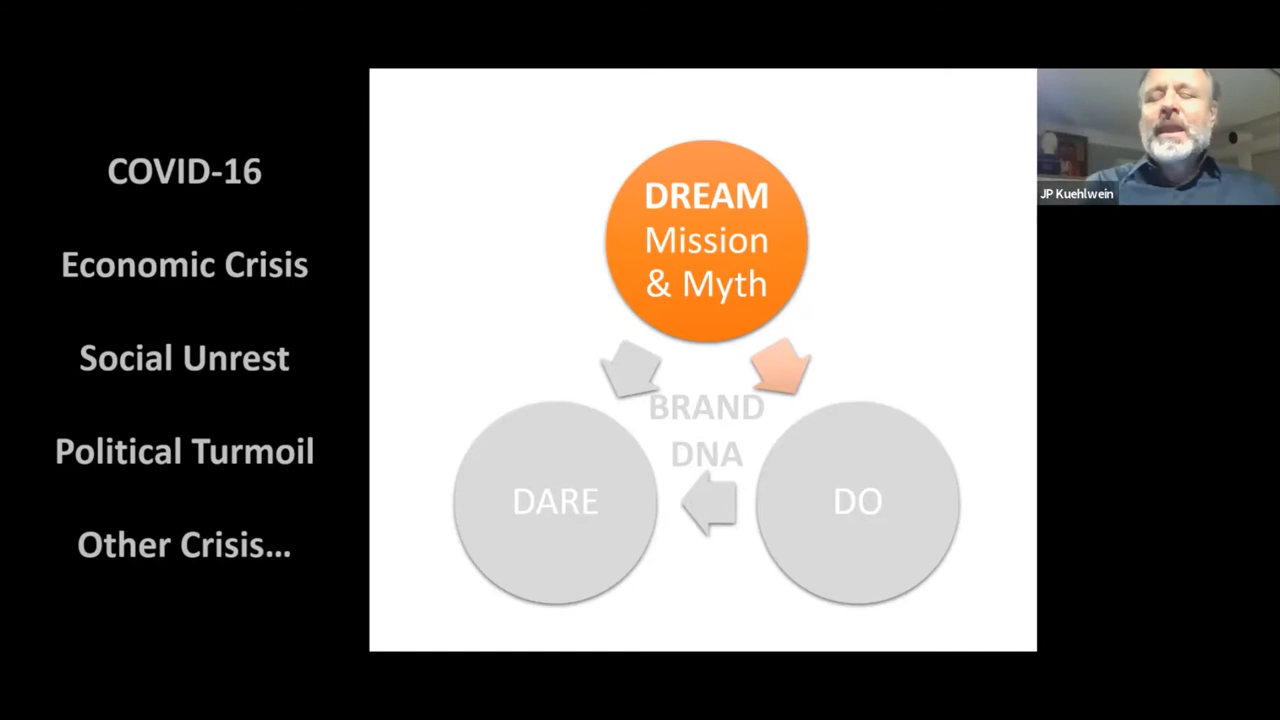 COVID-16
Economic Crisis
Social Unrest
Political Turmoil
Other Crisis...
DREAM
Mission
& Myth
BRAND
DNA
DARE
DO
JP Kuehlwein